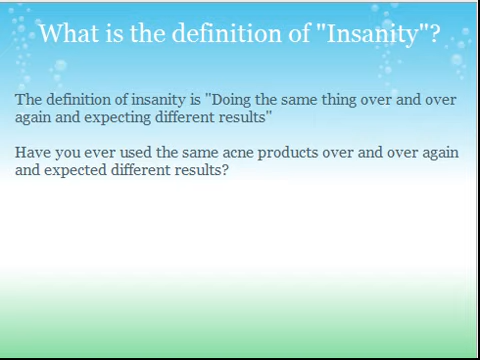 What is the definition of "Insanity"?
The definition of insanity is "Doing the same thing over and over
again and expecting different results"
Have you ever used the same acne products over and over again
and expected different results?